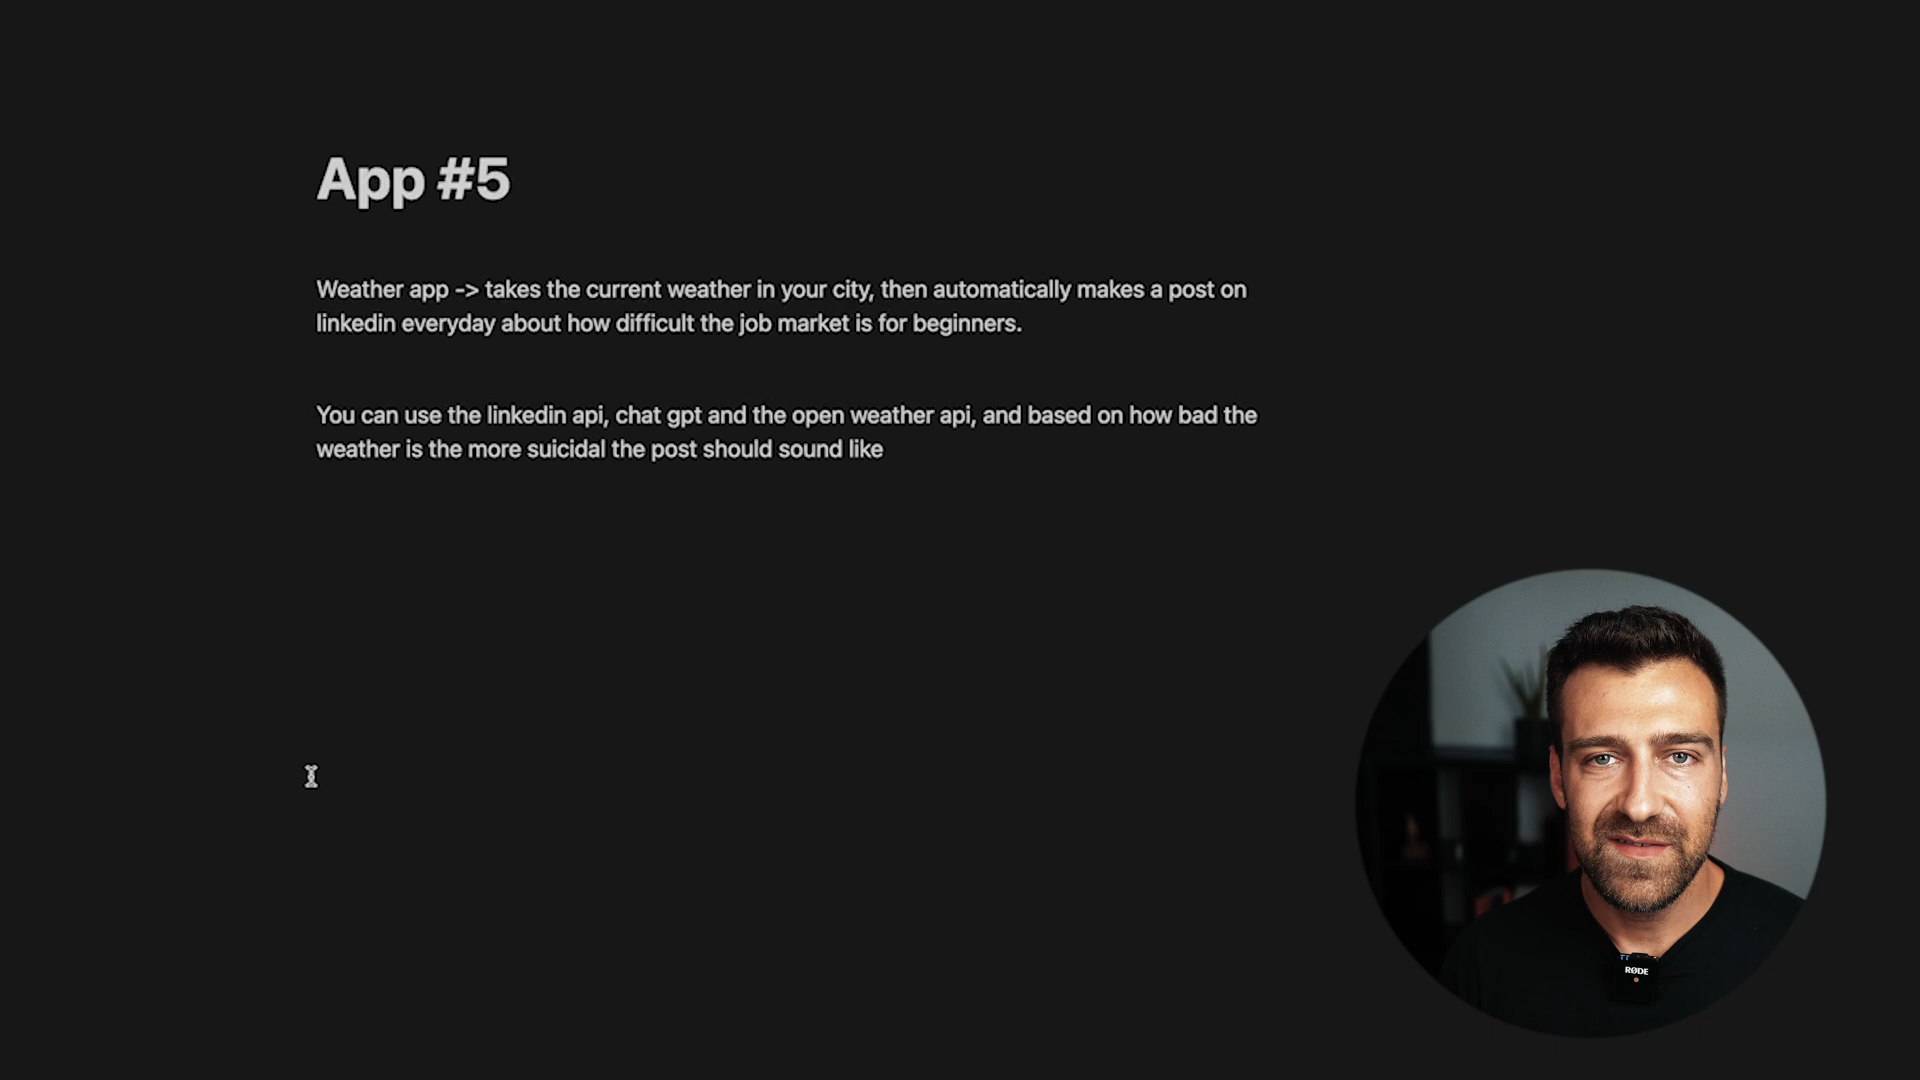 App #5
Weather app -> takes the current weather in your city, then automatically makes a post on
linkedin everyday about how difficult the job market is for beginners.
You can use the linkedin api, chat gpt and the open weather api, and based on how bad the
weather is the more suicidal the post should sound like
RØDE